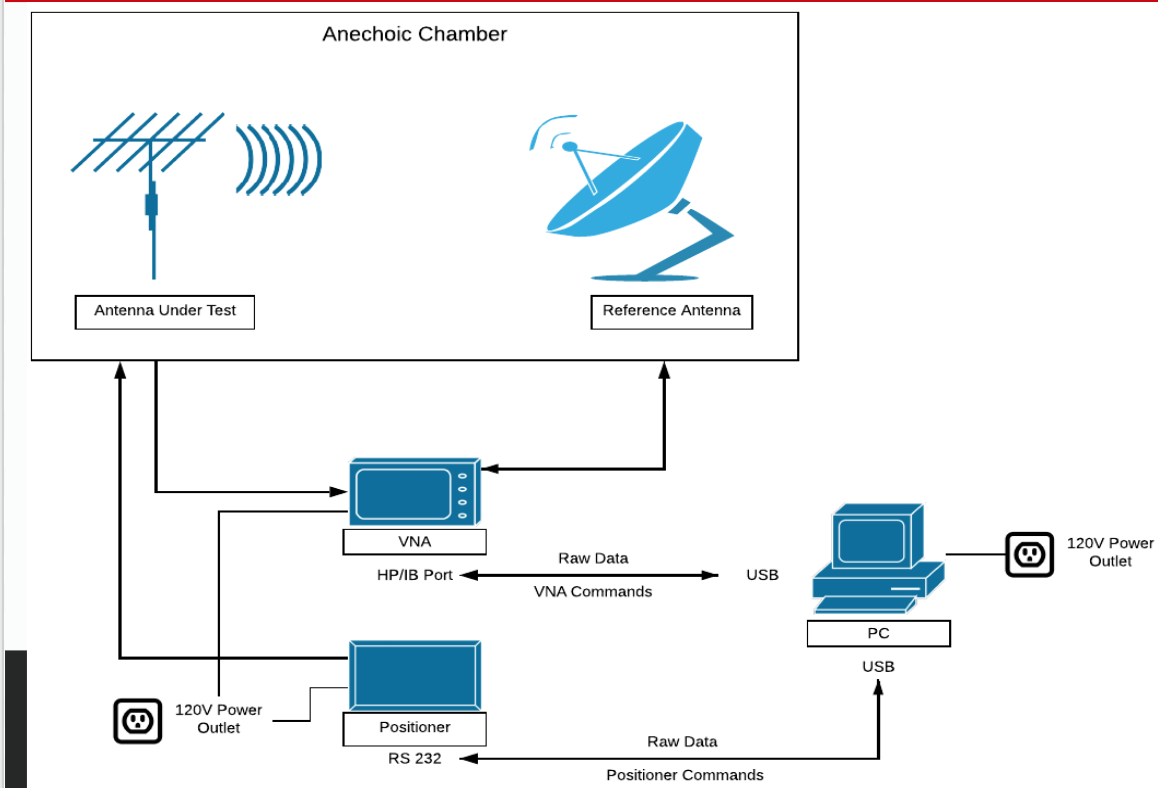 Anechoic Chamber
Antenna Under Test
Reference Antenna
VNA
HP/IB Port
Raw Data
VNA Commands
USB
120V Power
Outlet
PC
USB
120V Power
Outlet
Positioner
RS 232
Raw Data
Positioner Commands